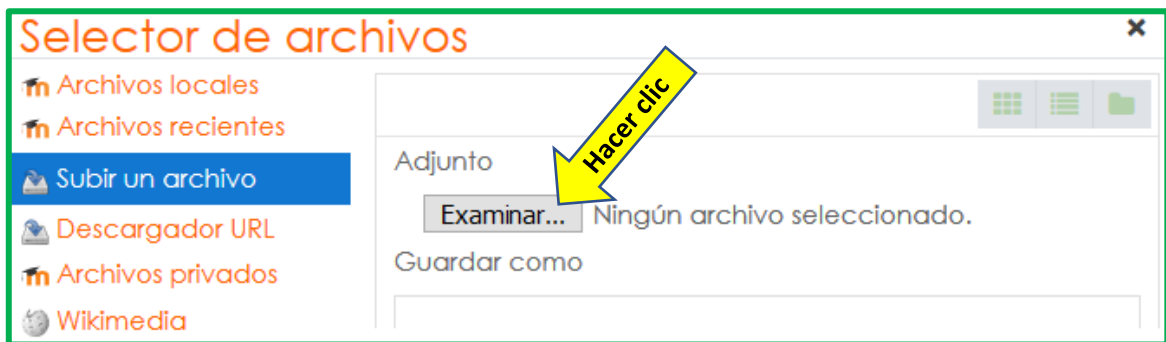 Selector de archivos
Archivos locales
Archivos recientes
Subir un archivo
Descargador URL
Archivos privados
Wikimedia
Hacer clic
Adjunto
Examinar... Ningún archivo seleccionado.
Guardar como